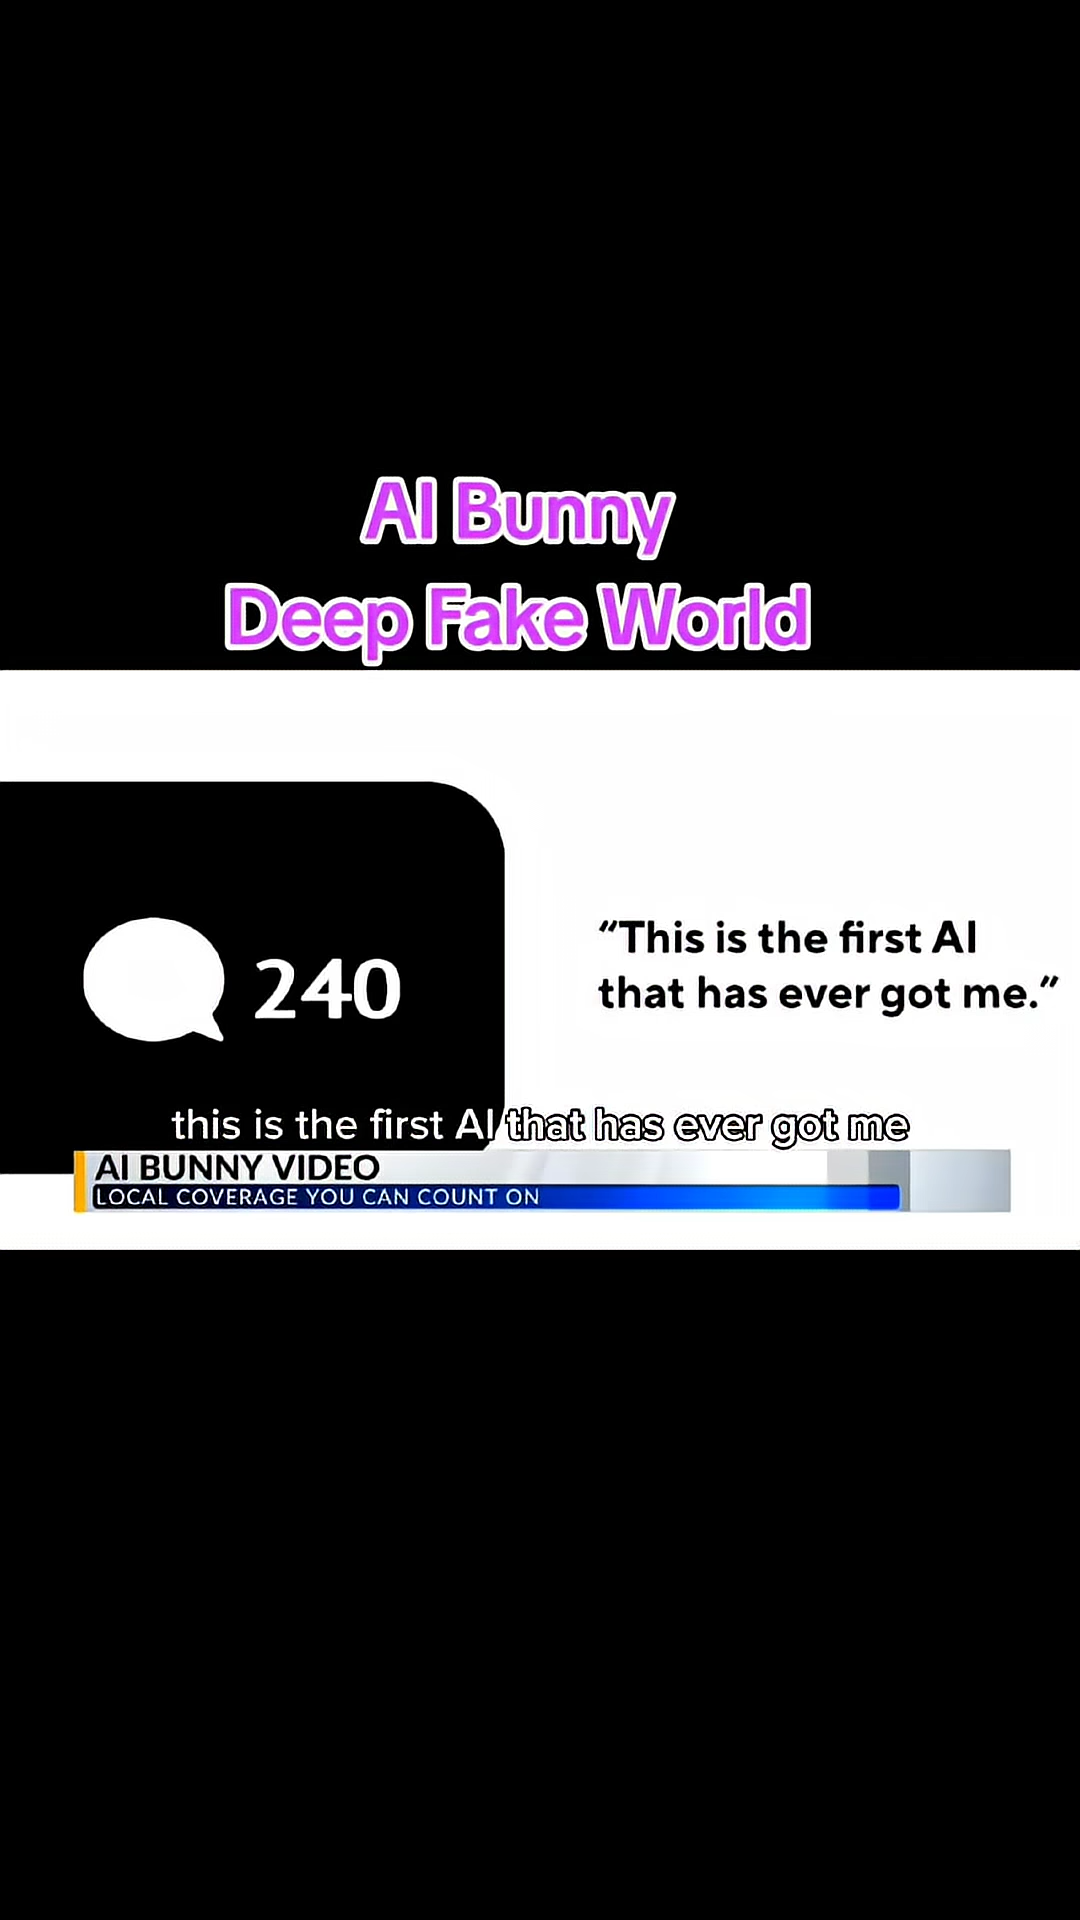 AI Bunny
Deep Fake World
240
“This is the first AI
that has ever got me.”
this is the first AI that has ever got me
AI BUNNY VIDEO
LOCAL COVERAGE YOU CAN COUNT ON